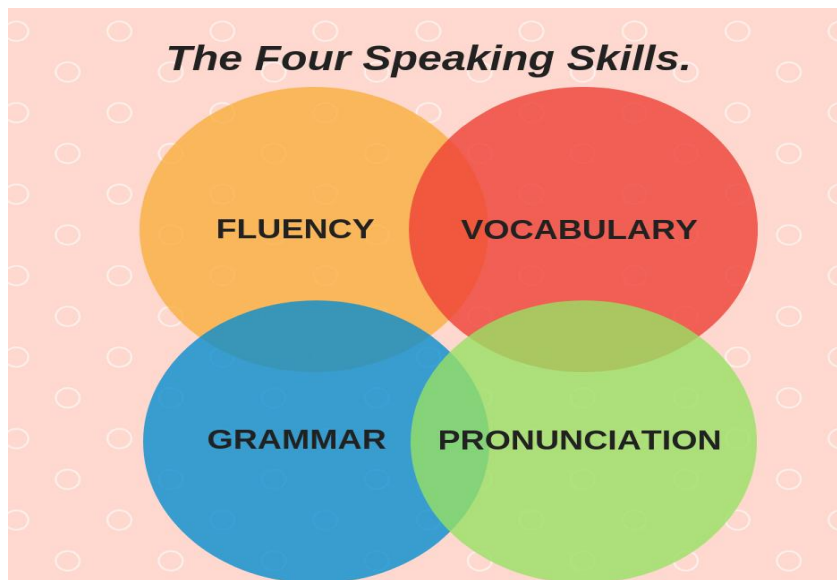 The Four Speaking Skills.
FLUENCY
VOCABULARY
GRAMMAR
PRONUNCIATION